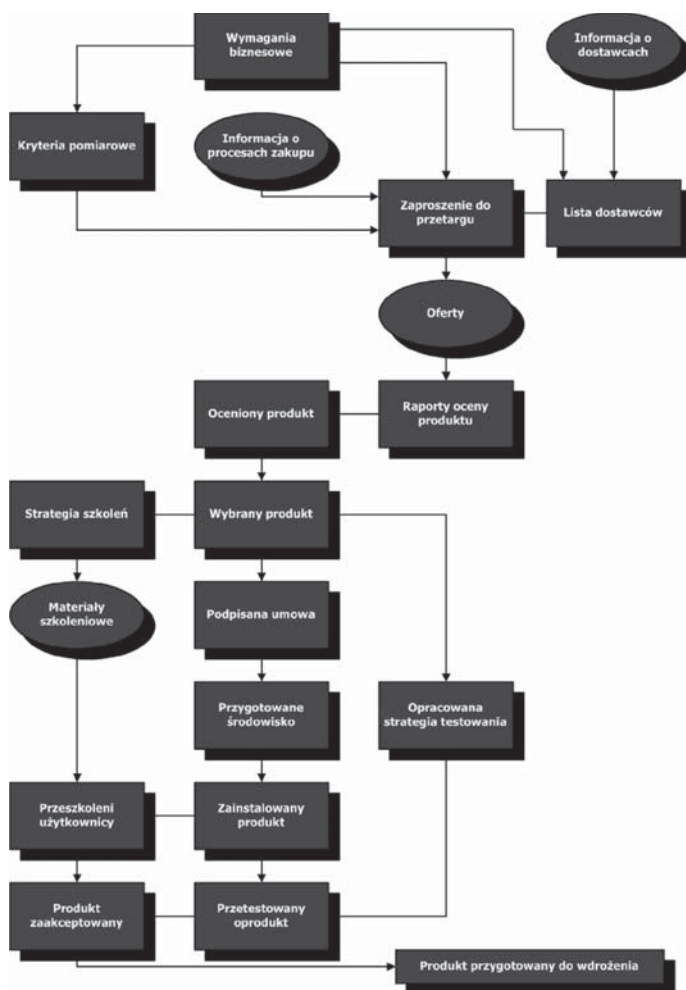 Wymagania
biznesowe
Informacja o
dostawcach
Kryteria pomiarowe
Informacja o
procesach zakupu
Zaproszenie do
przetargu
Lista dostawców
Oferty
Oceniony produkt
Raporty oceny
produktu
Strategia szkoleń
Wybrany produkt
Materiały
szkoleniowe
Podpisana umowa
Przygotowane
środowisko
Opracowana
strategia testowania
Przeszkoleni
użytkownicy
Zainstalowany
produkt
Produkt
zaakceptowany
Przetestowany
oprodukt
Produkt przygotowany do wdrożenia